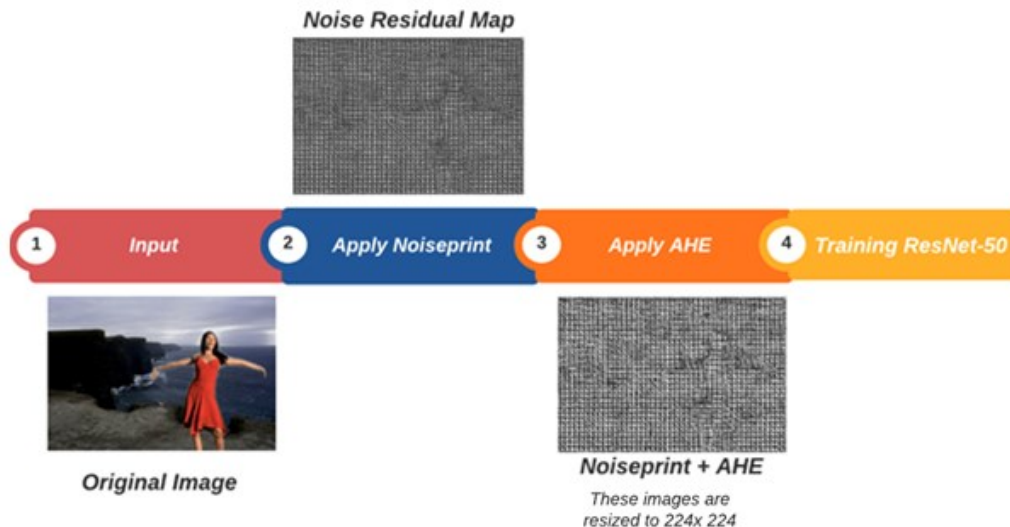 Noise Residual Map
1
Input
2
Apply Noiseprint
3
Apply AHE
4
Training ResNet-50
Original Image
Noiseprint + AHE
These images are
resized to 224x 224